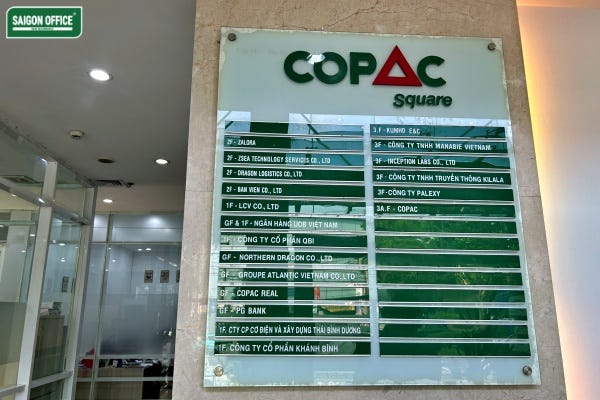 SAIGON OFFICE
COPAC
Square
2F - ZALORA
2F - ZSEA TECHNOLOGY SERVICES CO., LTD
2F - DRAGON LOGISTICS CO., LTD
2F - BAN VIEN CO., LTD
1F - LCV CO., LTD
GF & 1F - NGÂN HÀNG UOB VIỆT NAM
1F - CÔNG TY CỔ PHẦN QBI
GF - NORTHERN DRAGON CO., LTD
GF - GROUPE ATLANTIC VIETNAM CO.,LTD
GF - COPAC REAL
GF - PG BANK
1F. CTY CP CƠ ĐIỆN VÀ XÂY DỰNG THÁI BÌNH DƯƠNG
1F. CÔNG TY CỔ PHẦN KHÁNH BÌNH
3.F - KUMHO E&C
3F - CÔNG TY TNHH MANABIE VIETNAM
3F - INCEPTION LABS CO., LTD
3F - CÔNG TY TNHH TRUYỀN THÔNG KILALA
3F-CÔNG TY PALEXY
3A.F - COPAC